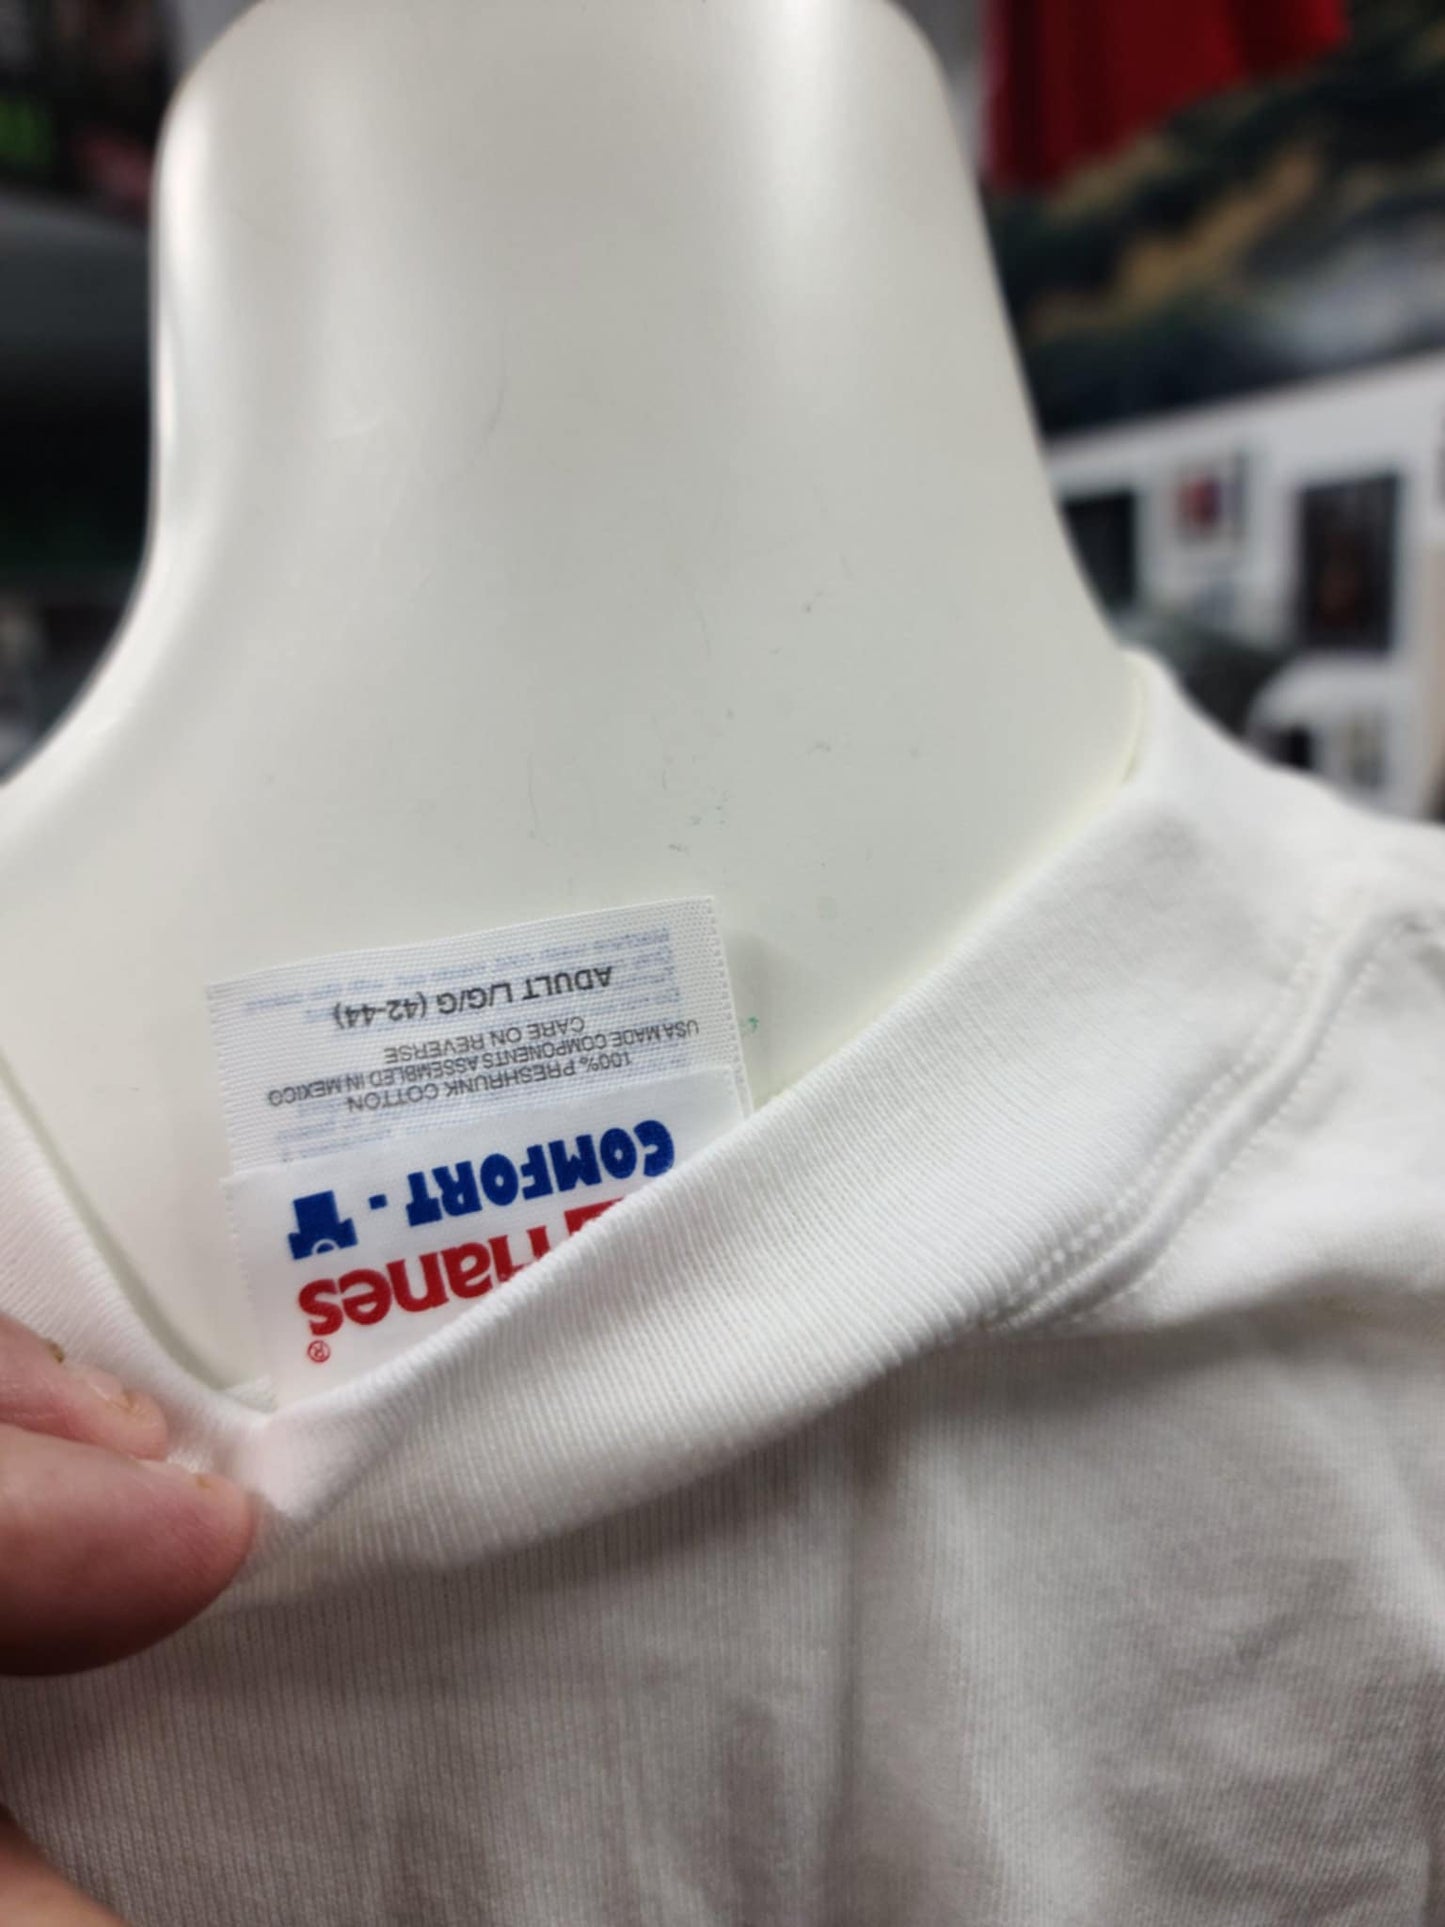 Hanes®
COMFORT-T
100% PRESHRUNK COTTON
USA MADE COMPONENTS ASSEMBLED IN MEXICO
CARE ON REVERSE
ADULT L/G/G (42-44)